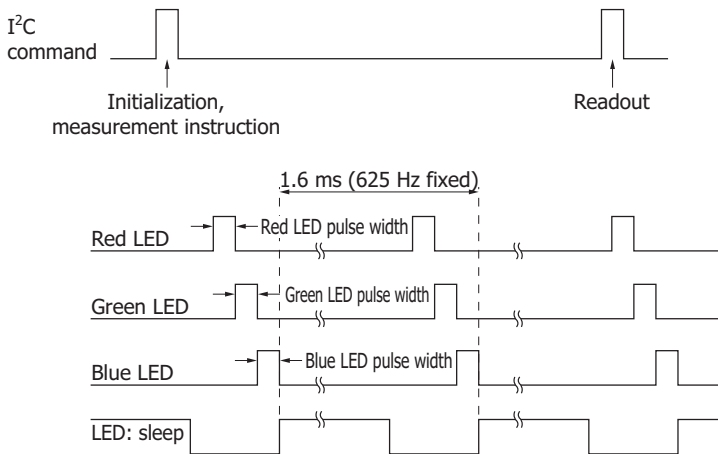 I²C
command
Initialization,
measurement instruction
Readout
1.6 ms (625 Hz fixed)
Red LED
Red LED pulse width
Green LED
Green LED pulse width
Blue LED
Blue LED pulse width
LED: sleep